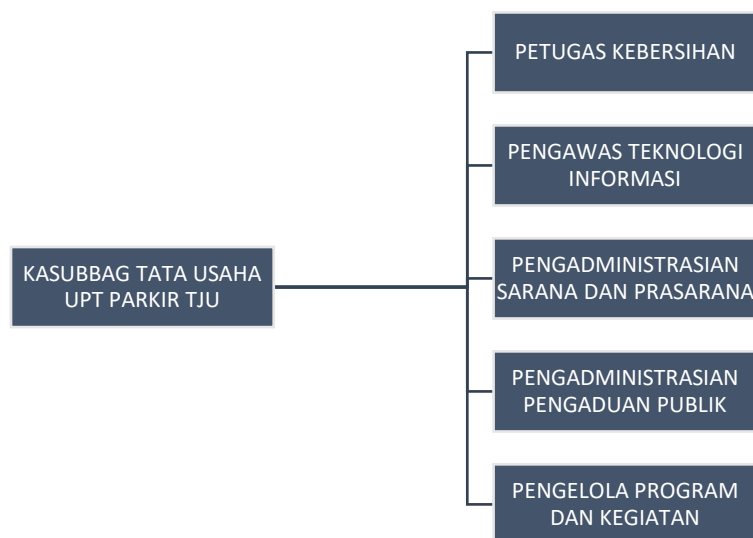 PETUGAS KEBERSIHAN
PENGAWAS TEKNOLOGI
INFORMASI
KASUBBAG TATA USAHA
UPT PARKIR TJU
PENGADMINISTRASIAN
SARANA DAN PRASARANA
PENGADMINISTRASIAN
PENGADUAN PUBLIK
PENGELOLA PROGRAM
DAN KEGIATAN